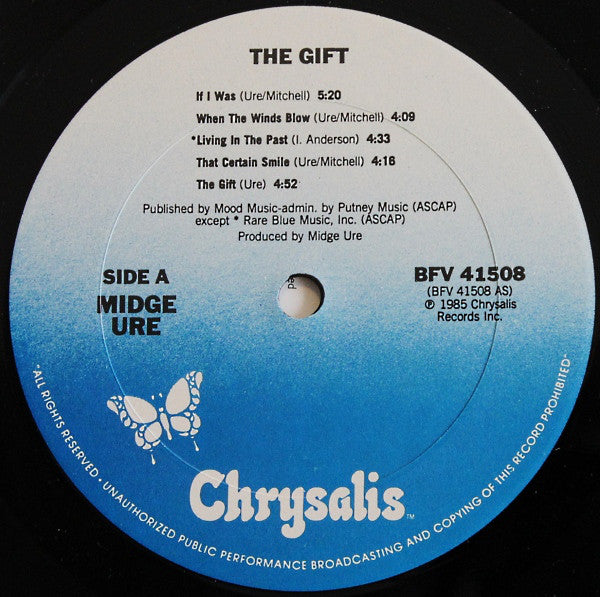 THE GIFT
If I Was (Ure/Mitchell) 5:20
When The Winds Blow (Ure/Mitchell) 4:09
*Living In The Past (I. Anderson) 4:33
That Certain Smile (Ure/Mitchell) 4:16
The Gift (Ure) 4:52
Published by Mood Music-admin. by Putney Music (ASCAP)
except * Rare Blue Music, Inc. (ASCAP)
Produced by Midge Ure
SIDE A
MIDGE
URE
BFV 41508
(BFV 41508 AS)
℗ 1985 Chrysalis
Records Inc.
Chrysalis™
"ALL RIGHTS RESERVED • UNAUTHORIZED PUBLIC PERFORMANCE BROADCASTING AND COPYING OF THIS RECORD PROHIBITED"